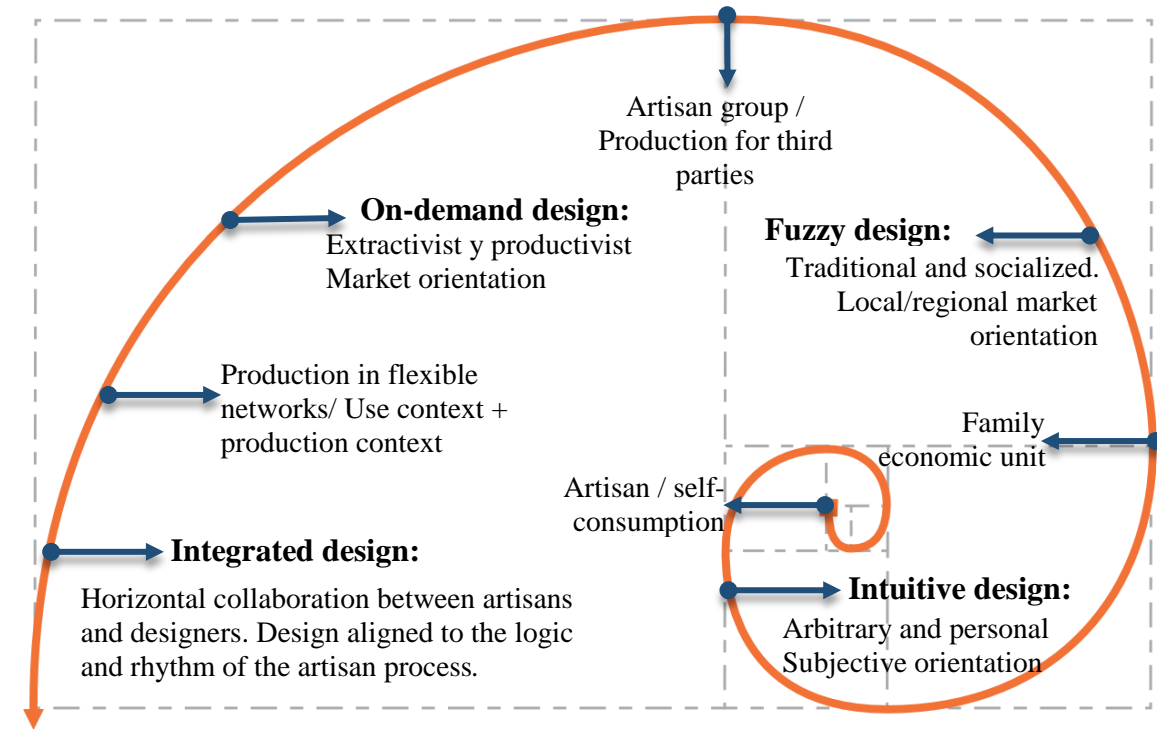 Artisan group /
Production for third
parties
On-demand design:
Extractivist y productivist
Market orientation
Fuzzy design:
Traditional and socialized.
Local/regional market
orientation
Production in flexible
networks/ Use context +
production context
Family
economic unit
Artisan / self-
consumption
Integrated design:
Horizontal collaboration between artisans
and designers. Design aligned to the logic
and rhythm of the artisan process.
Intuitive design:
Arbitrary and personal
Subjective orientation